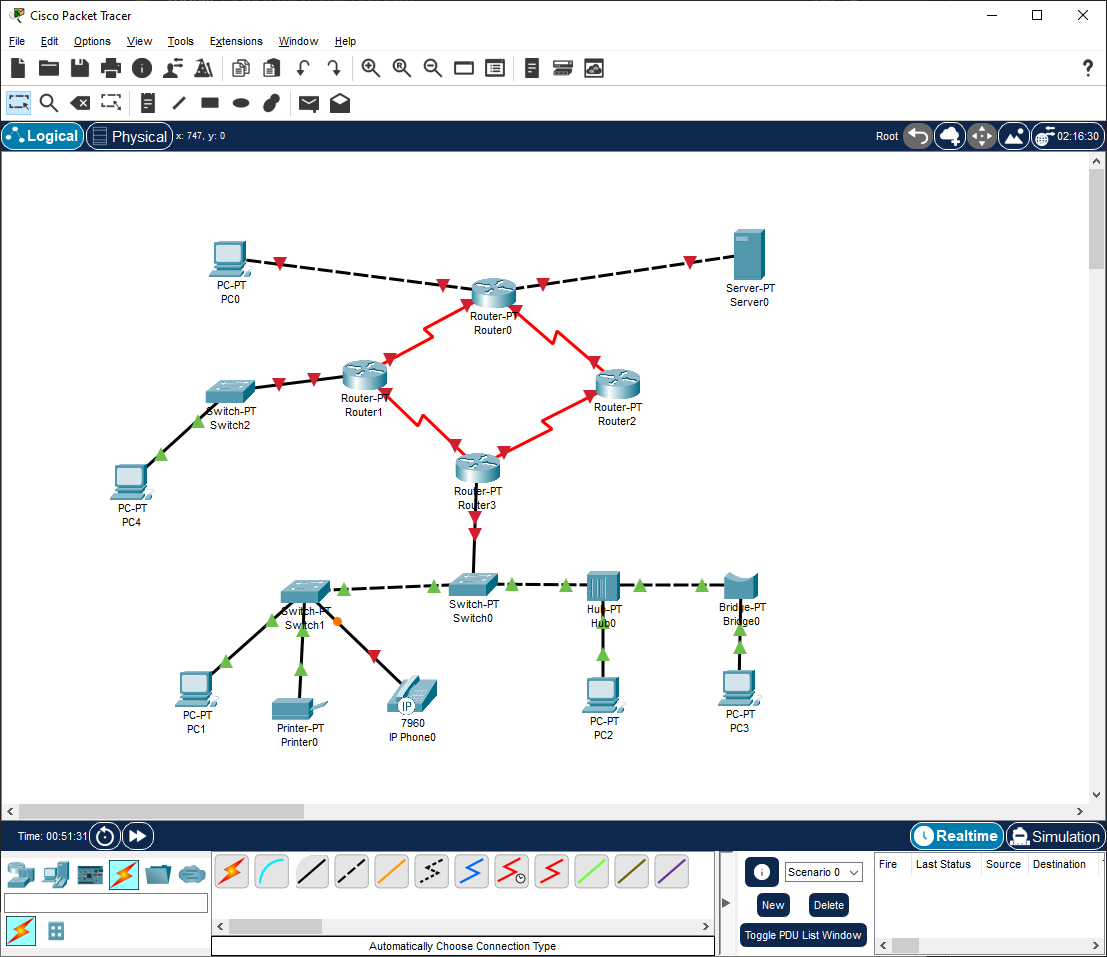 Cisco Packet Tracer
File Edit Options View Tools Extensions Window Help
R
?
Logical Physical x: 747, y: 0 Root 02:16:30
PC-PT
PC0
Server-PT
Server0
Router-PT
Router0
Router-PT
Router1
Router-PT
Router2
Switch-PT
Switch2
Router-PT
Router3
PC-PT
PC4
Switch-PT
Switch0
Switch-PT
Switch1
Hub-PT
Hub0
Bridge-PT
Bridge0
PC-PT
PC1
Printer-PT
Printer0
IP
7960
IP Phone0
PC-PT
PC2
PC-PT
PC3
Time: 00:51:31 Realtime Simulation
Scenario 0
New Delete
Toggle PDU List Window
Fire Last Status Source Destination
Automatically Choose Connection Type